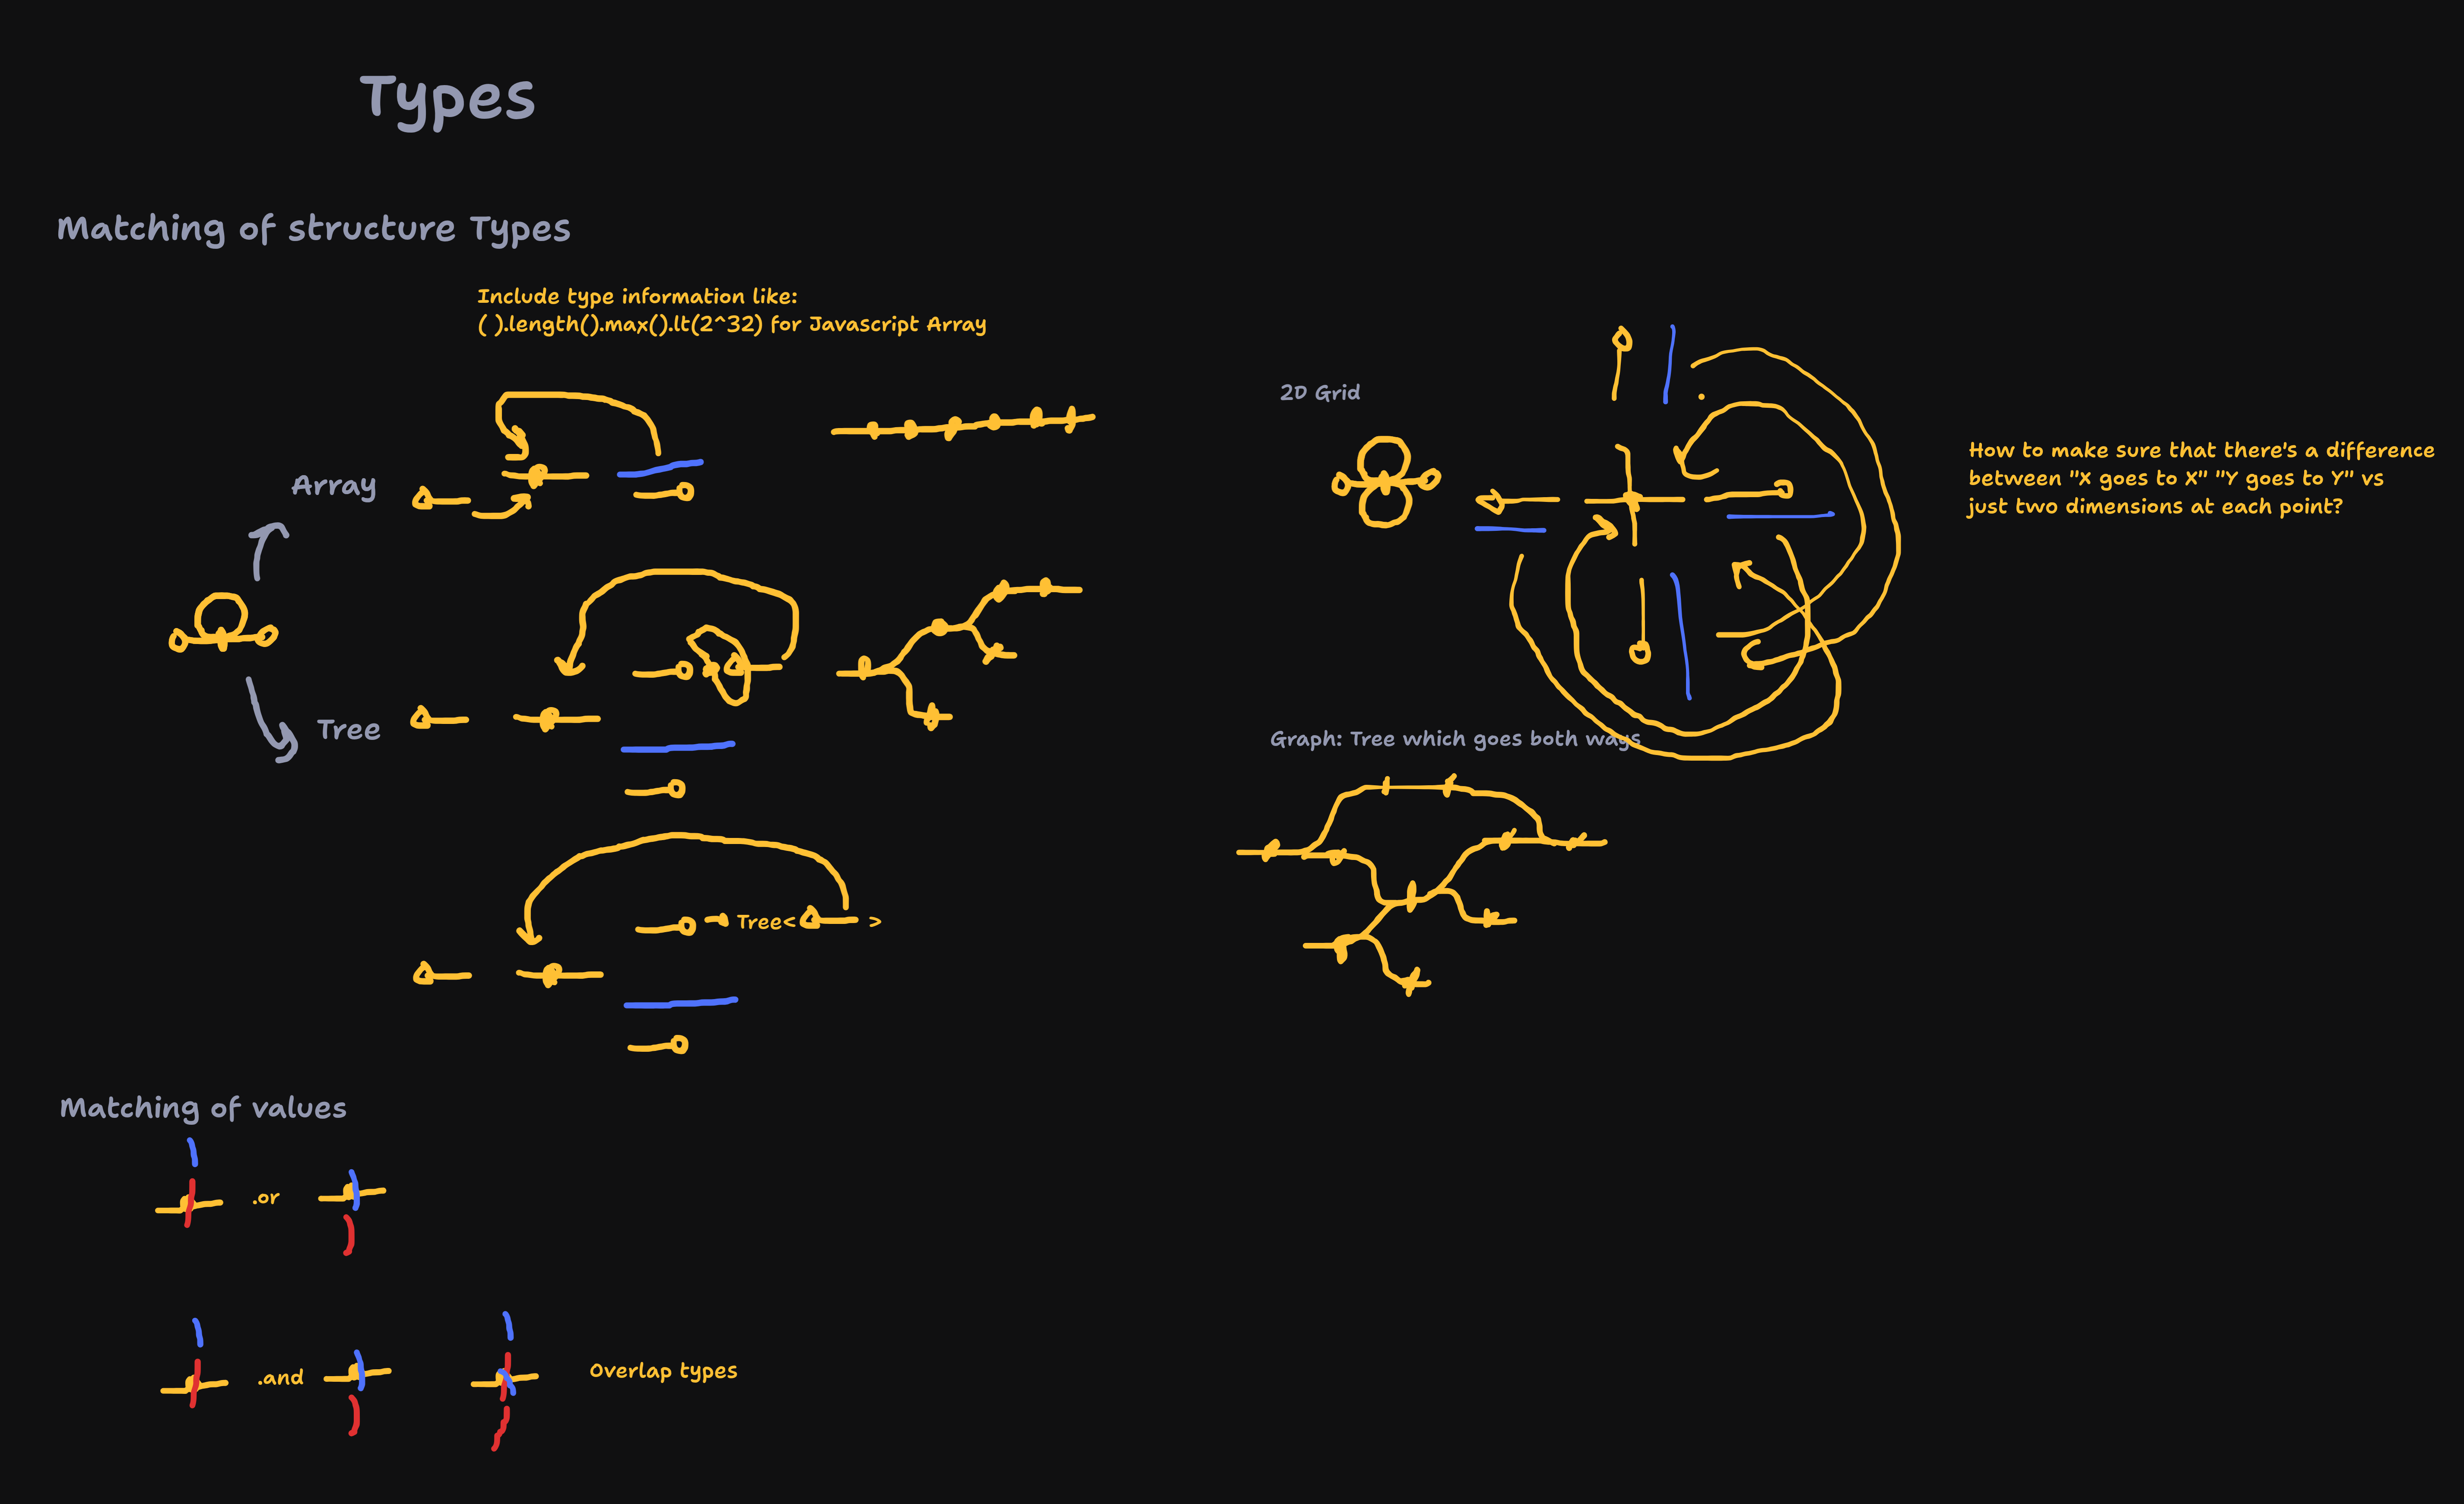 Types
Matching of structure Types
Include type information like:
( ).length().max().lt(2^32) for Javascript Array
Array
Tree
Tree< >
2D Grid
How to make sure that there's a difference
between "X goes to X" "Y goes to Y" vs
just two dimensions at each point?
Graph: Tree which goes both ways
Matching of values
.or
.and
Overlap types